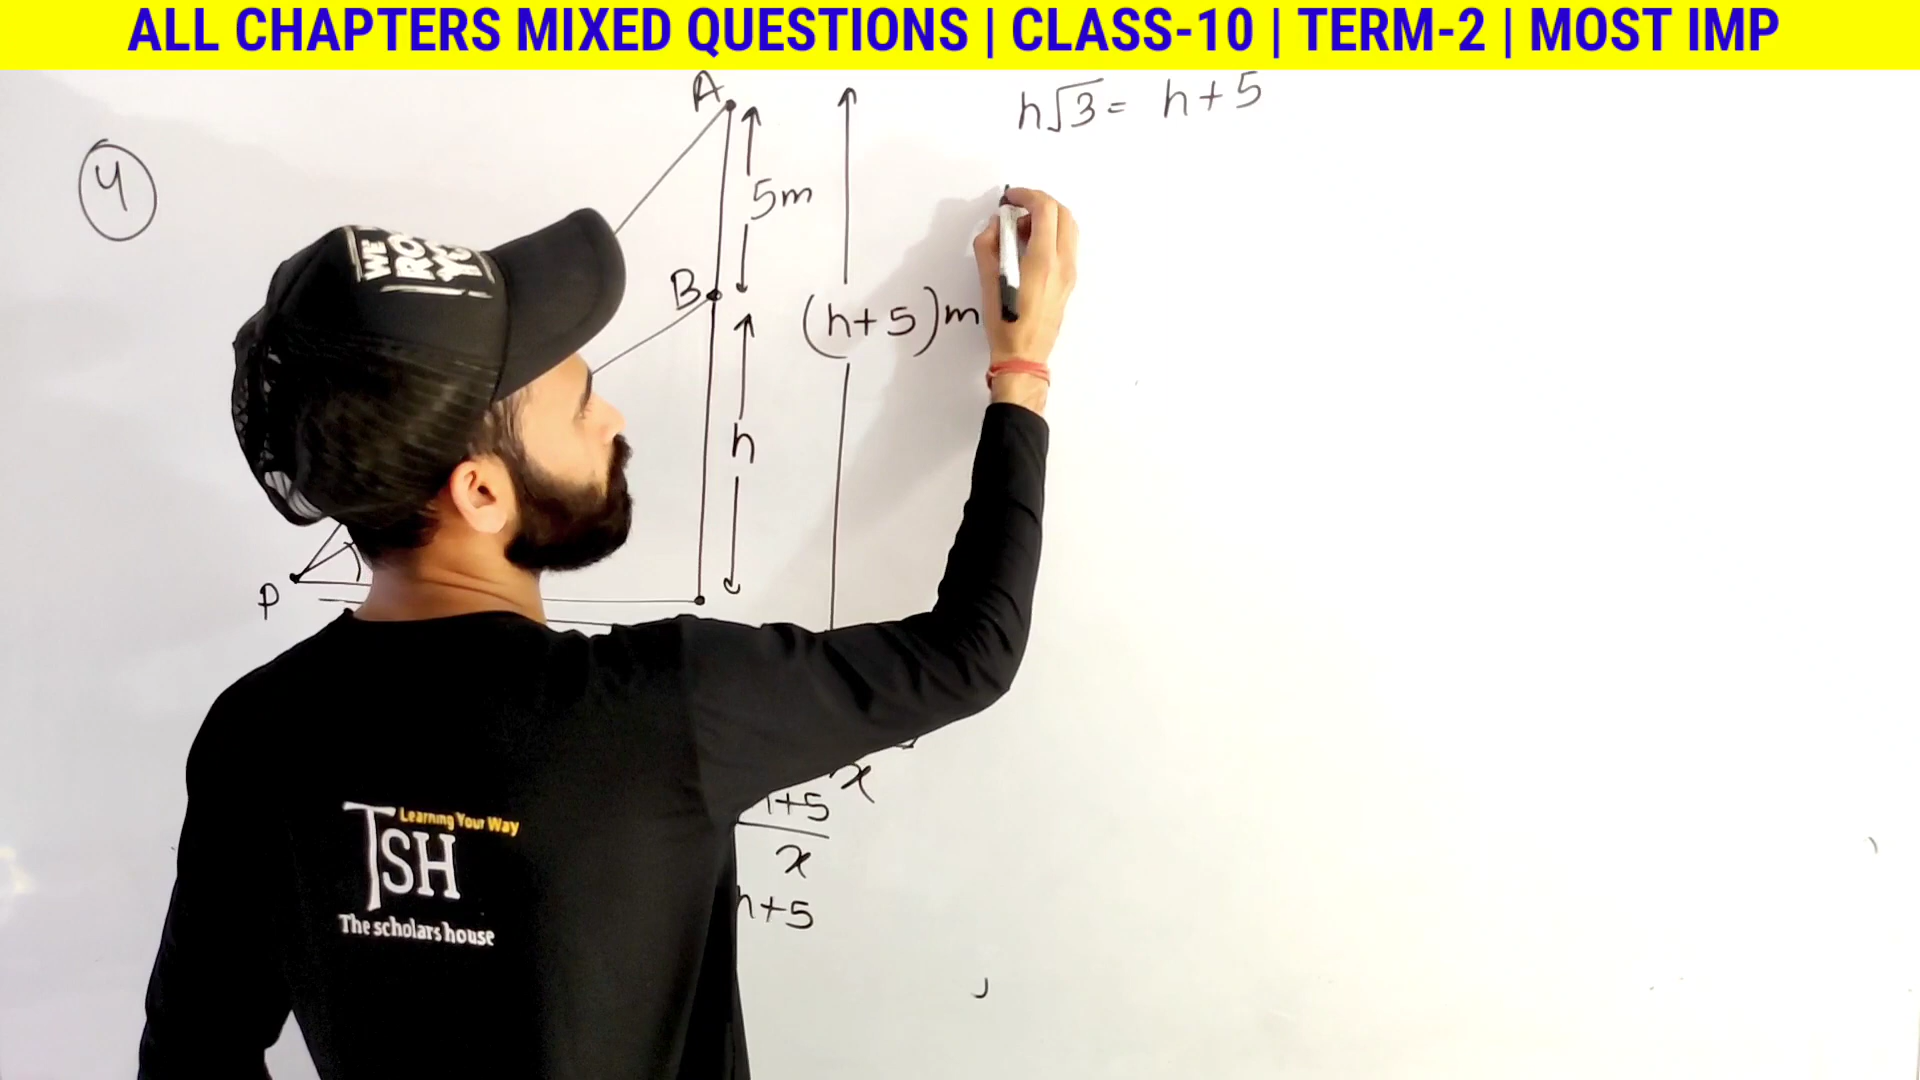 ALL CHAPTERS MIXED QUESTIONS | CLASS-10 | TERM-2 | MOST IMP
4
A
5m
B
h
(h+5)m
P
h√3 = h+5
WE
x
h+5
x
h+5
Learning Your Way
TSH
The scholars house